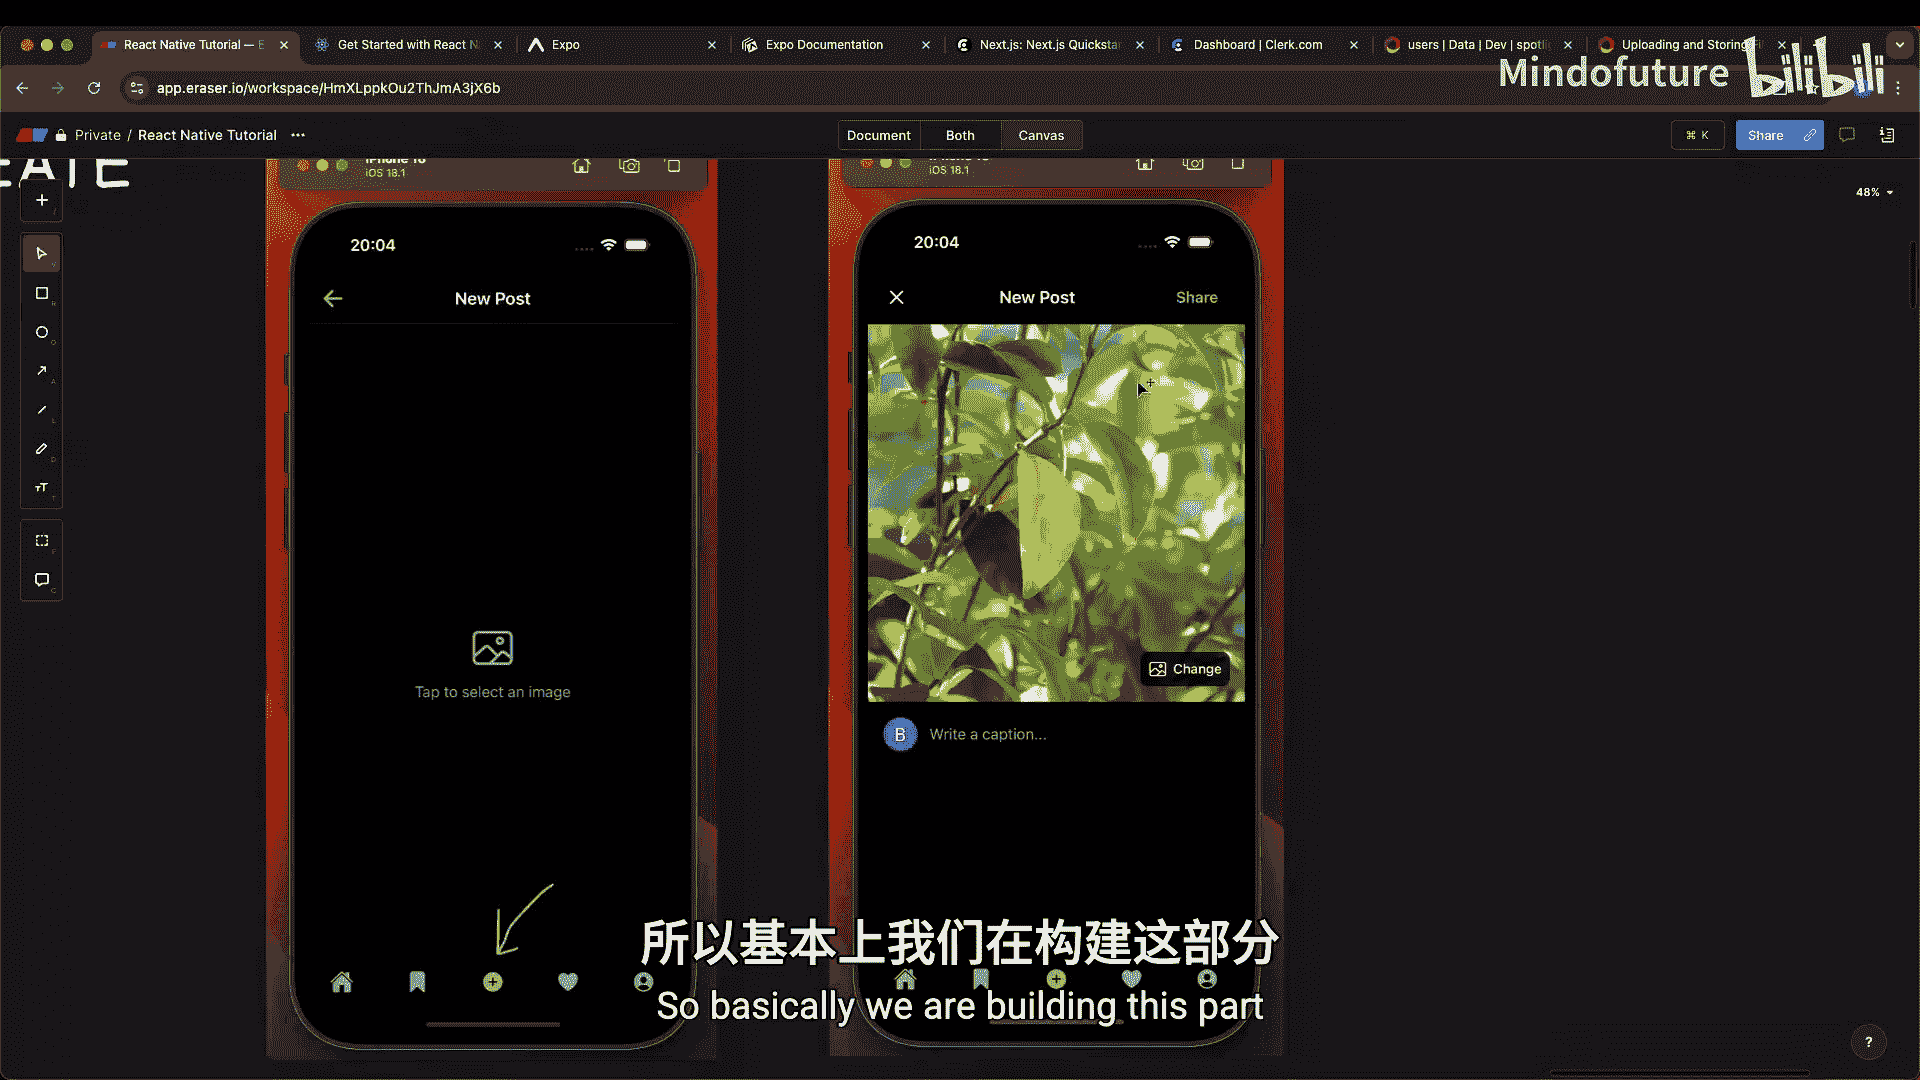 React Native Tutorial — E
Get Started with React N
Expo
Expo Documentation
Next.js: Next.js Quicksta
Dashboard | Clerk.com
users | Data | Dev | spotli
Uploading and Storing Fi
app.eraser.io/workspace/HmXLppkOu2ThJmA3jX6b
Mindofuture bilibili
Private / React Native Tutorial ...
Document
Both
Canvas
⌘ K
Share
48%
EATE
iPhone 16
iOS 18.1
iOS 18.1
20:04
20:04
New Post
New Post
Share
Tap to select an image
Change
B
Write a caption...
所以基本上我们在构建这部分
So basically we are building this part
?